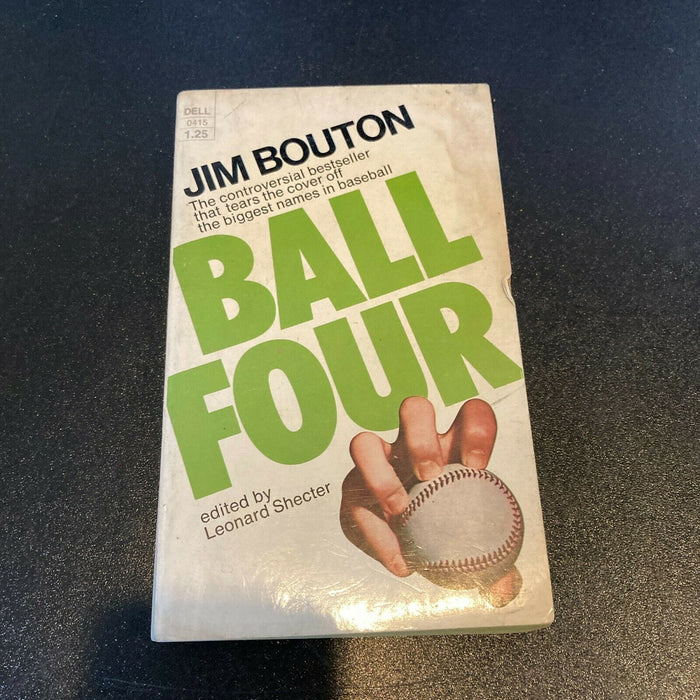 DELL
0415
1.25
JIM BOUTON
The controversial bestseller
that tears the cover off
the biggest names in baseball
BALL
FOUR
edited by
Leonard Shecter